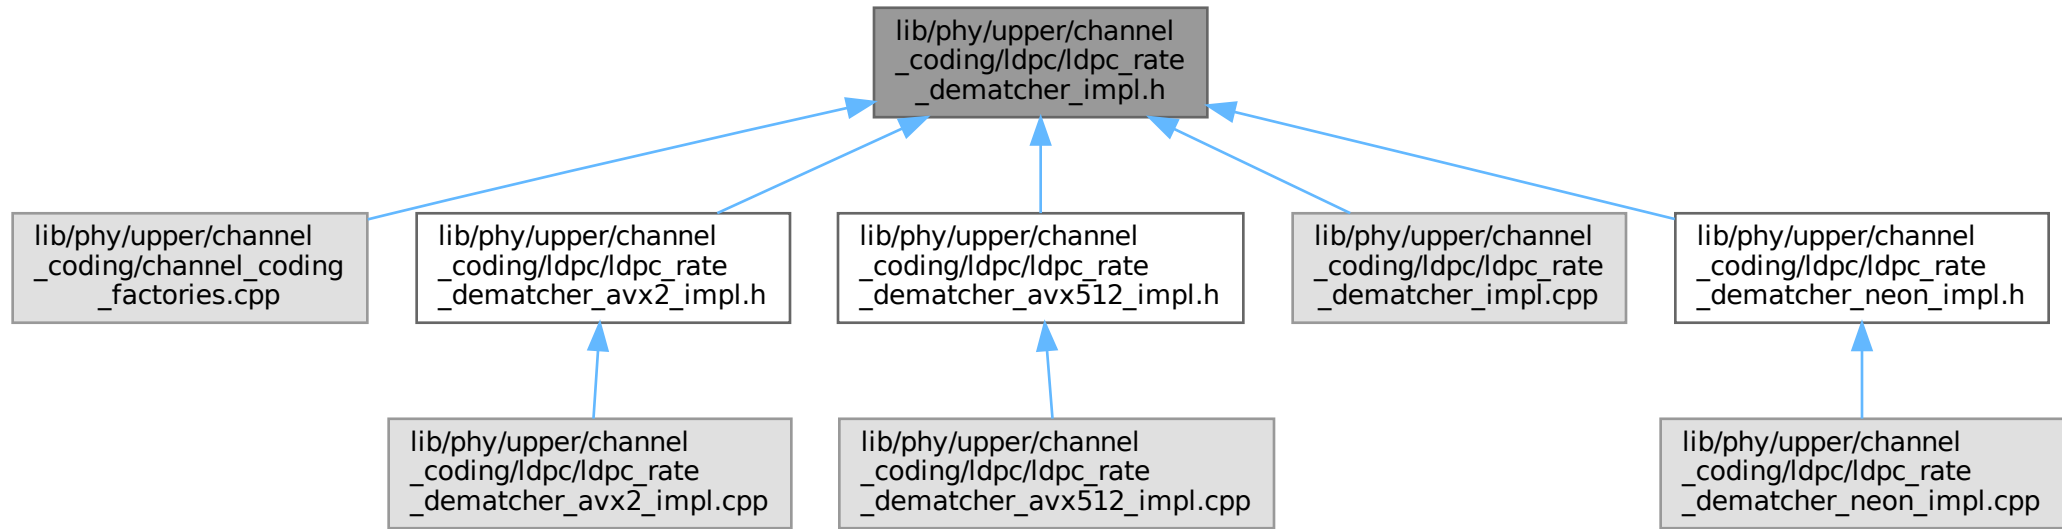 lib/phy/upper/channel
_coding/ldpc/ldpc_rate
_dematcher_impl.h
lib/phy/upper/channel
_coding/channel_coding
_factories.cpp
lib/phy/upper/channel
_coding/ldpc/ldpc_rate
_dematcher_avx2_impl.h
lib/phy/upper/channel
_coding/ldpc/ldpc_rate
_dematcher_avx512_impl.h
lib/phy/upper/channel
_coding/ldpc/ldpc_rate
_dematcher_impl.cpp
lib/phy/upper/channel
_coding/ldpc/ldpc_rate
_dematcher_neon_impl.h
lib/phy/upper/channel
_coding/ldpc/ldpc_rate
_dematcher_avx2_impl.cpp
lib/phy/upper/channel
_coding/ldpc/ldpc_rate
_dematcher_avx512_impl.cpp
lib/phy/upper/channel
_coding/ldpc/ldpc_rate
_dematcher_neon_impl.cpp